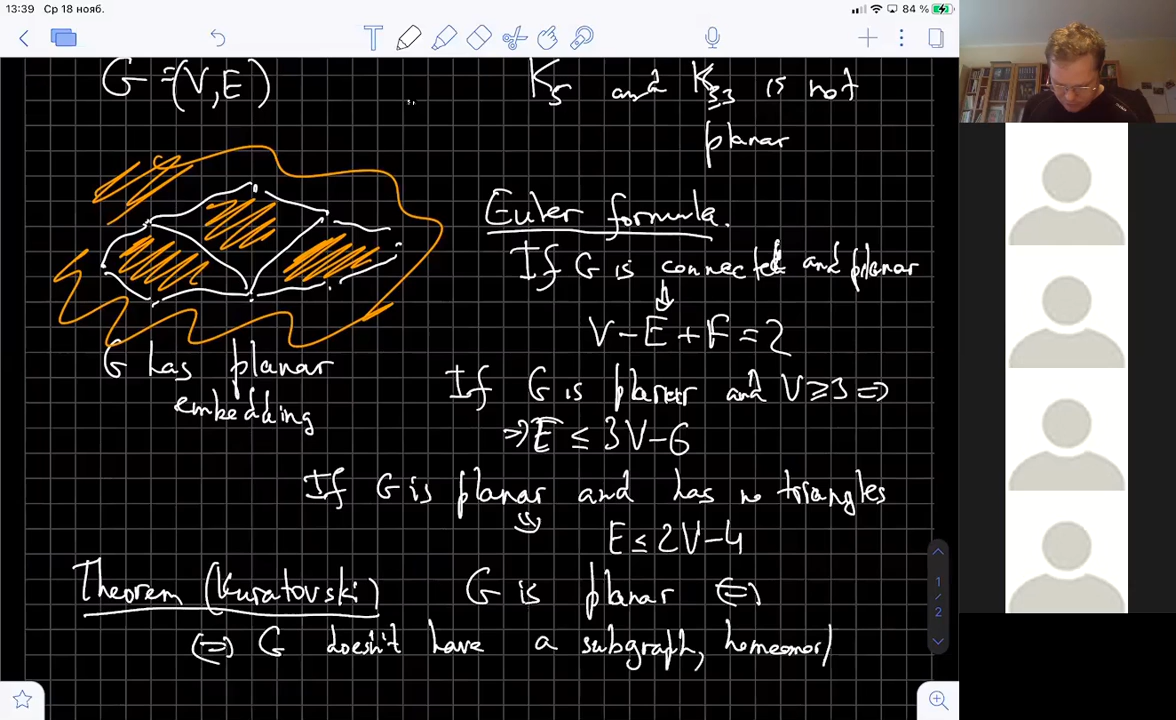 13:39 Ср 18 нояб.
84 %
T
G = (V, E)
K5 and K3,3 is not
planar
Euler formula.
If G is connected and planar
V - E + F = 2
G has planar
embedding
If G is planar and V ≥ 3 ⇒
⇒ E ≤ 3V - 6
If G is planar and has no triangles
⇓
E ≤ 2V - 4
Theorem (Kuratovski) G is planar ⇔
⇔ G doesn't have a subgraph, homeomor
1
/
2